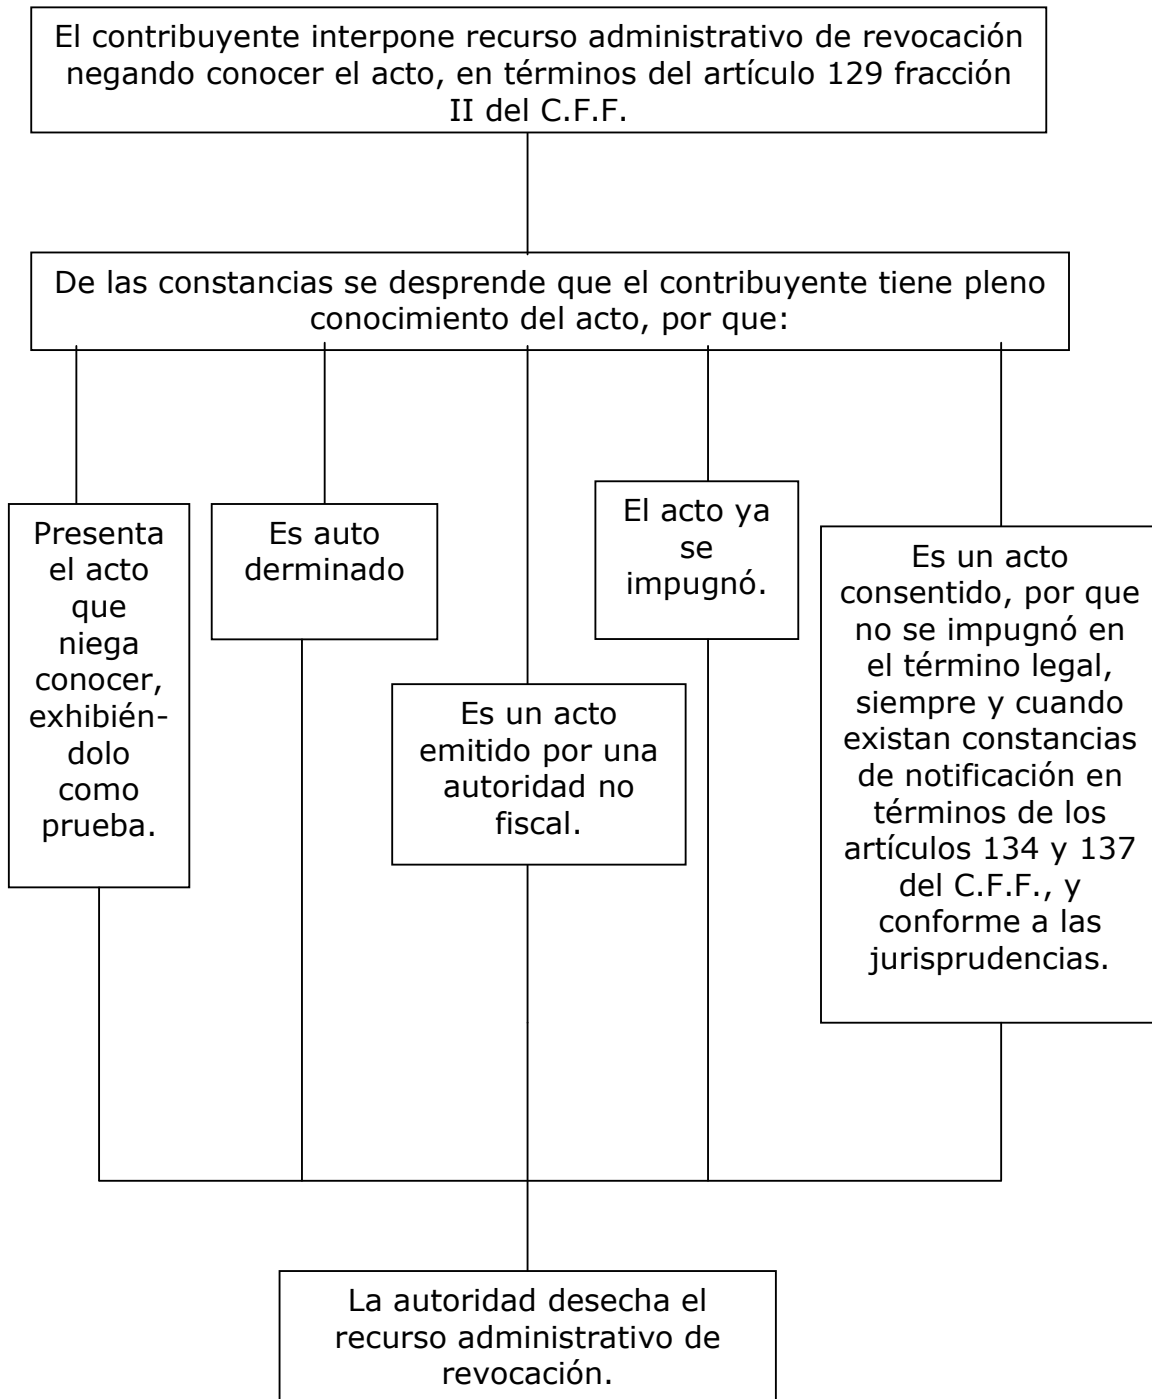 El contribuyente interpone recurso administrativo de revocación
negando conocer el acto, en términos del artículo 129 fracción
II del C.F.F.
De las constancias se desprende que el contribuyente tiene pleno
conocimiento del acto, por que:
Presenta
el acto
que
niega
conocer,
exhibién-
dolo
como
prueba.
Es auto
derminado
Es un acto
emitido por una
autoridad no
fiscal.
El acto ya
se
impugnó.
Es un acto
consentido, por que
no se impugnó en
el término legal,
siempre y cuando
existan constancias
de notificación en
términos de los
artículos 134 y 137
del C.F.F., y
conforme a las
jurisprudencias.
La autoridad desecha el
recurso administrativo de
revocación.